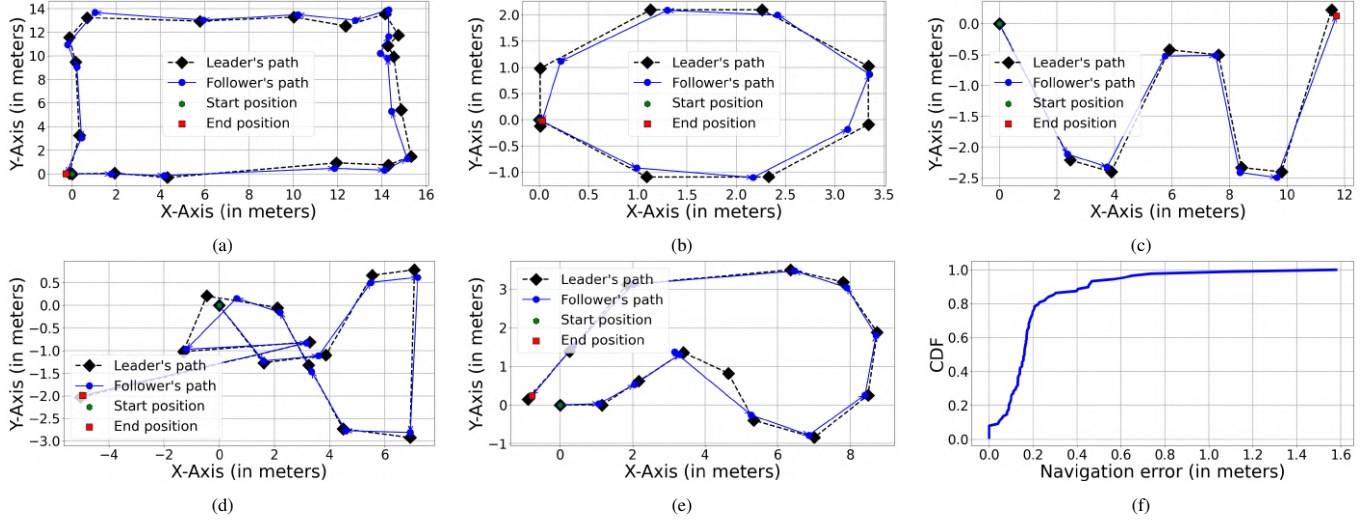 14
12
10
8
6
4
2
0
Y-Axis (in meters)
Leader's path
Follower's path
Start position
End position
0 2 4 6 8 10 12 14 16
X-Axis (in meters)
(a)
2.0
1.5
1.0
0.5
0.0
−0.5
−1.0
Y-Axis (in meters)
Leader's path
Follower's path
Start position
End position
0.0 0.5 1.0 1.5 2.0 2.5 3.0 3.5
X-Axis (in meters)
(b)
0.0
−0.5
−1.0
−1.5
−2.0
−2.5
Y-Axis (in meters)
Leader's path
Follower's path
Start position
End position
0 2 4 6 8 10 12
X-Axis (in meters)
(c)
0.5
0.0
−0.5
−1.0
−1.5
−2.0
−2.5
−3.0
Y-Axis (in meters)
Leader's path
Follower's path
Start position
End position
−4 −2 0 2 4 6
X-Axis (in meters)
(d)
3
2
1
0
−1
Y-Axis (in meters)
Leader's path
Follower's path
Start position
End position
0 2 4 6 8
X-Axis (in meters)
(e)
1.0
0.8
0.6
0.4
0.2
0.0
CDF
0.0 0.2 0.4 0.6 0.8 1.0 1.2 1.4 1.6
Navigation error (in meters)
(f)